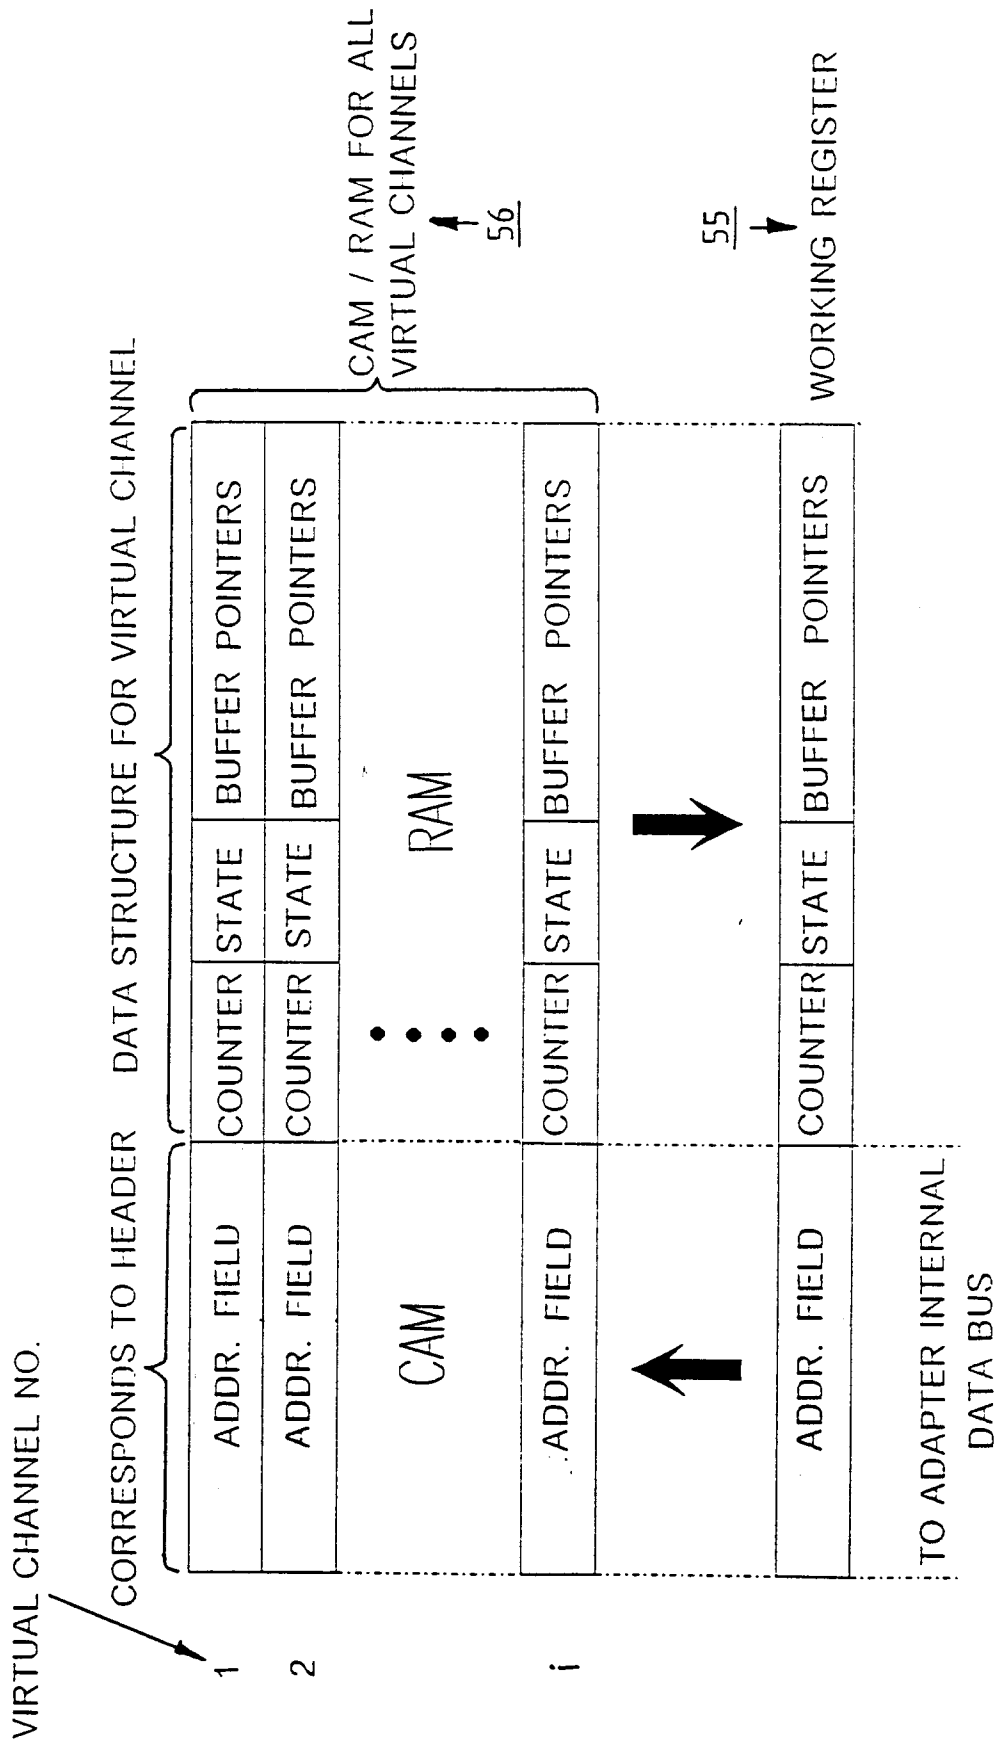 VIRTUAL CHANNEL NO.
CORRESPONDS TO HEADER
DATA STRUCTURE FOR VIRTUAL CHANNEL
1
ADDR. FIELD
COUNTER
STATE
BUFFER POINTERS
2
ADDR. FIELD
COUNTER
STATE
BUFFER POINTERS
CAM
RAM
CAM / RAM FOR ALL
VIRTUAL CHANNELS
56
i
ADDR. FIELD
COUNTER
STATE
BUFFER POINTERS
55
WORKING REGISTER
ADDR. FIELD
COUNTER
STATE
BUFFER POINTERS
TO ADAPTER INTERNAL
DATA BUS